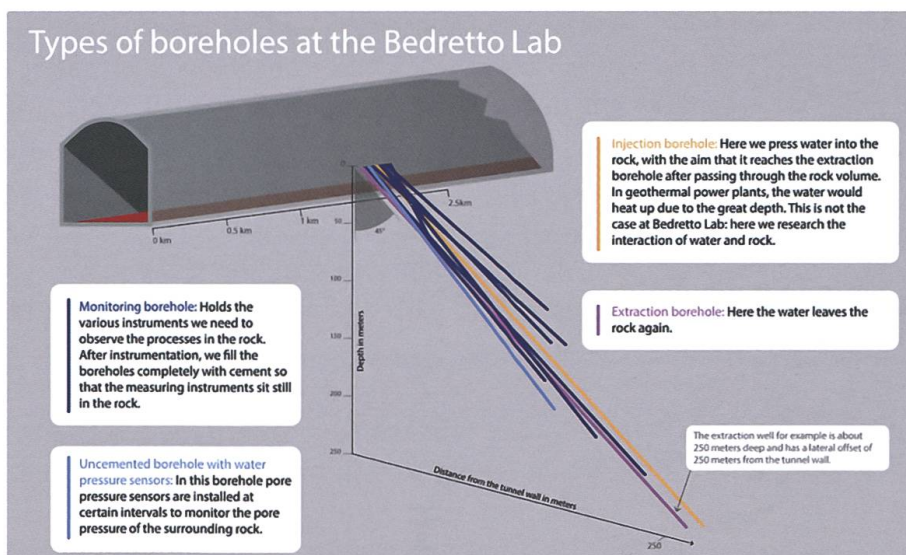 Types of boreholes at the Bedretto Lab
Injection borehole: Here we press water into the
rock, with the aim that it reaches the extraction
borehole after passing through the rock volume.
In geothermal power plants, the water would
heat up due to the great depth. This is not the
case at Bedretto Lab: here we research the
interaction of water and rock.
0 km
0.5 km
1 km
2.5km
0
50
100
150
200
250
45°
Depth in meters
Monitoring borehole: Holds the
various instruments we need to
observe the processes in the rock.
After instrumentation, we fill the
boreholes completely with cement so
that the measuring instruments sit still
in the rock.
Extraction borehole: Here the water leaves the
rock again.
Uncemented borehole with water
pressure sensors: In this borehole pore
pressure sensors are installed at
certain intervals to monitor the pore
pressure of the surrounding rock.
The extraction well for example is about
250 meters deep and has a lateral offset of
250 meters from the tunnel wall.
Distance from the tunnel wall in meters
250